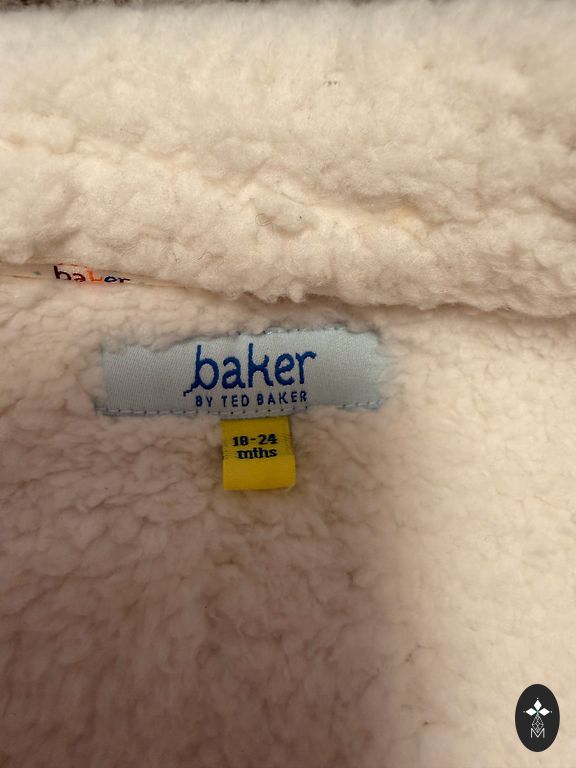 baker
baker
BY TED BAKER
18-24
mths
M